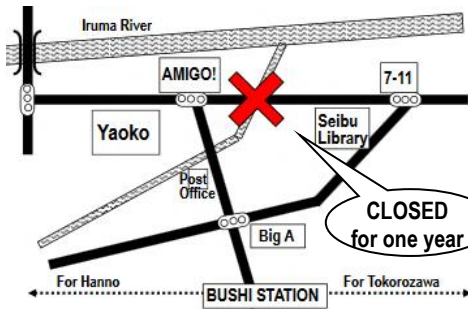 Iruma River
AMIGO!
7-11
Yaoko
Seibu
Library
Post
Office
CLOSED
for one year
Big A
For Hanno
For Tokorozawa
BUSHI STATION